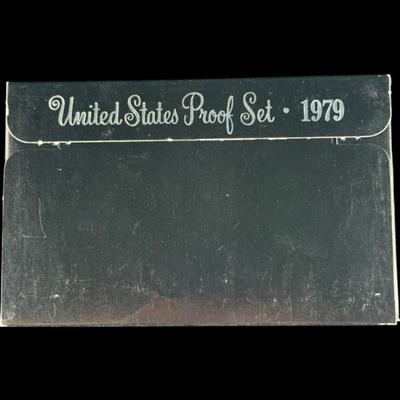 United States Proof Set · 1979